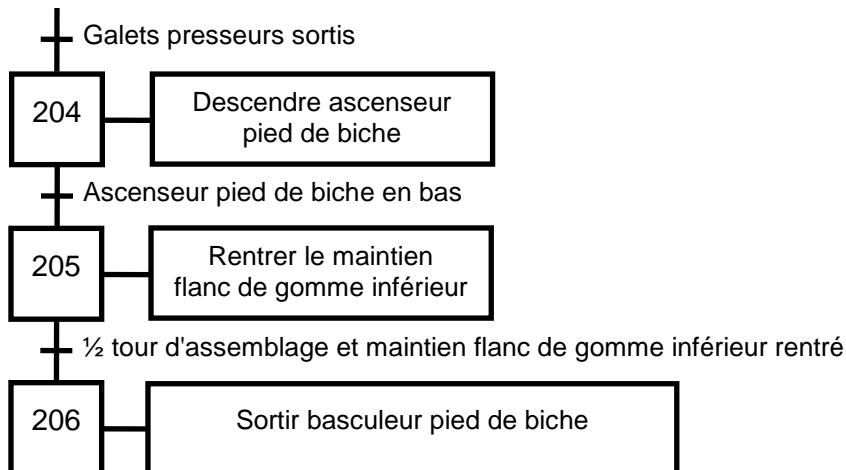 Galets presseurs sortis
204
Descendre ascenseur
pied de biche
Ascenseur pied de biche en bas
205
Rentrer le maintien
flanc de gomme inférieur
½ tour d'assemblage et maintien flanc de gomme inférieur rentré
206
Sortir basculeur pied de biche